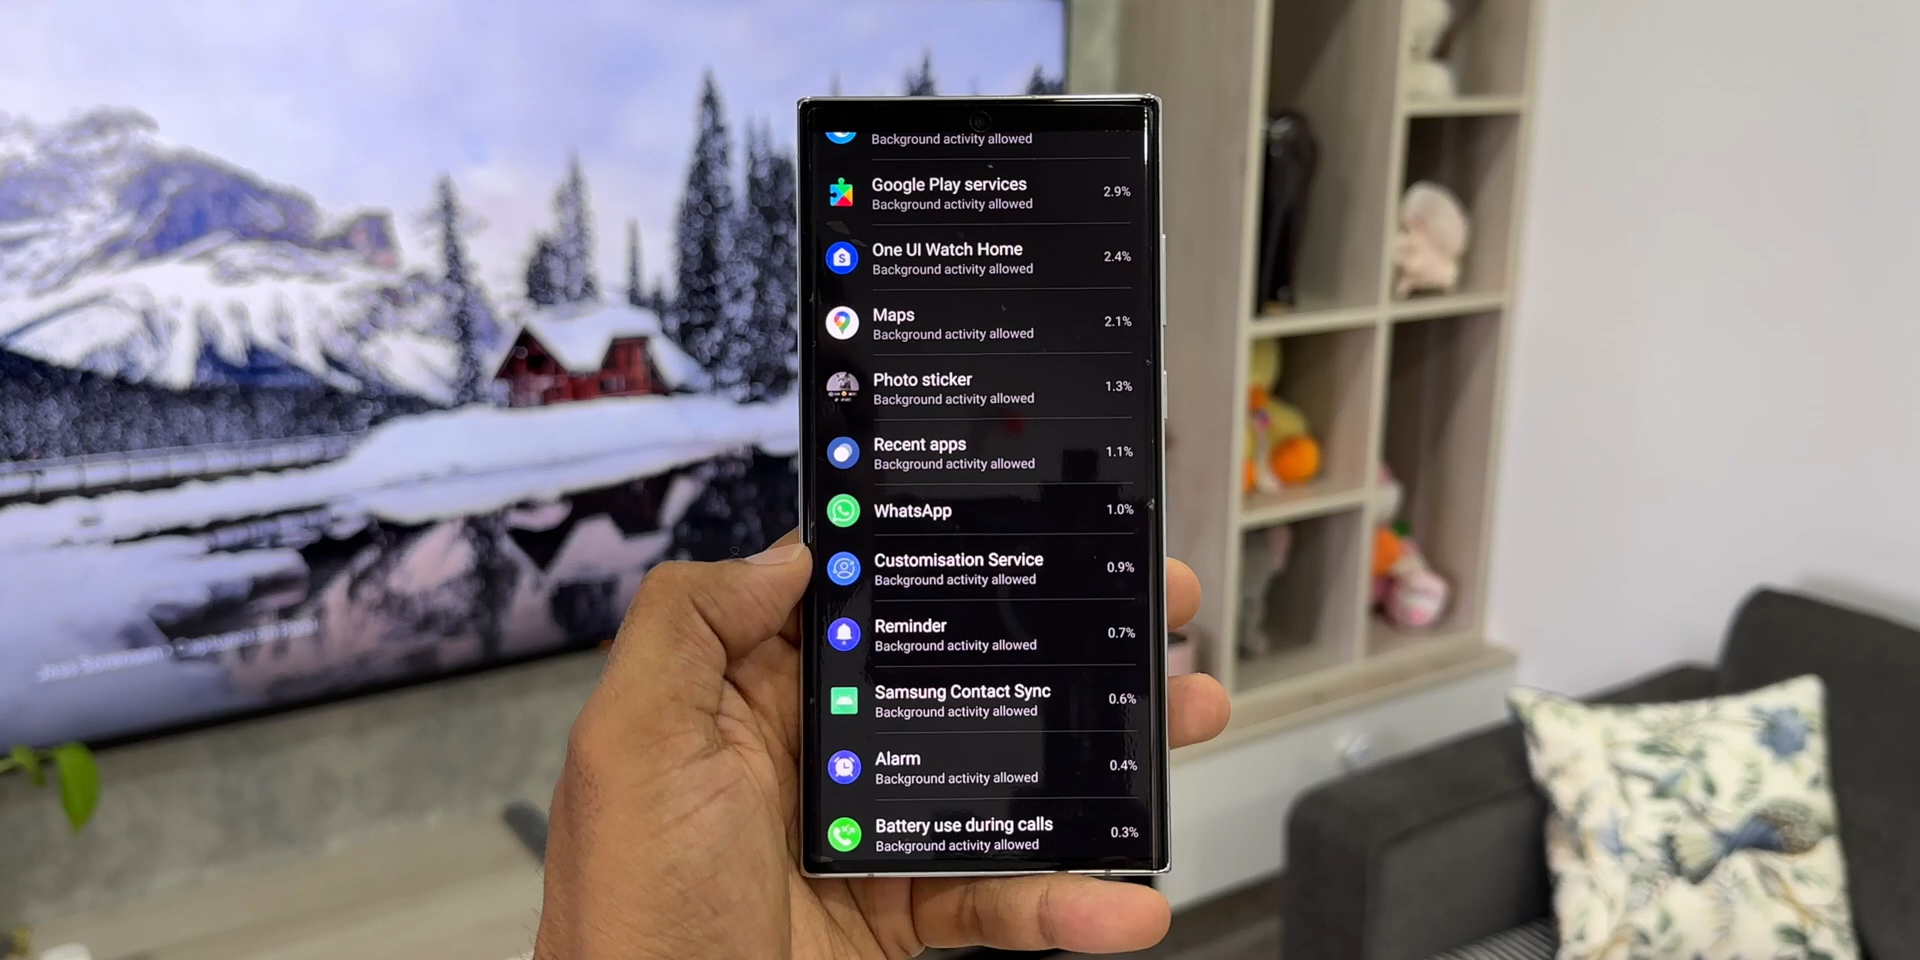 Background activity allowed
Google Play services
2.9%
Background activity allowed
One UI Watch Home
2.4%
Background activity allowed
Maps
2.1%
Background activity allowed
Photo sticker
1.3%
Background activity allowed
Recent apps
1.1%
Background activity allowed
WhatsApp
1.0%
Customisation Service
0.9%
Background activity allowed
Reminder
0.7%
Background activity allowed
Samsung Contact Sync
0.6%
Background activity allowed
Alarm
0.4%
Background activity allowed
Battery use during calls
0.3%
Background activity allowed